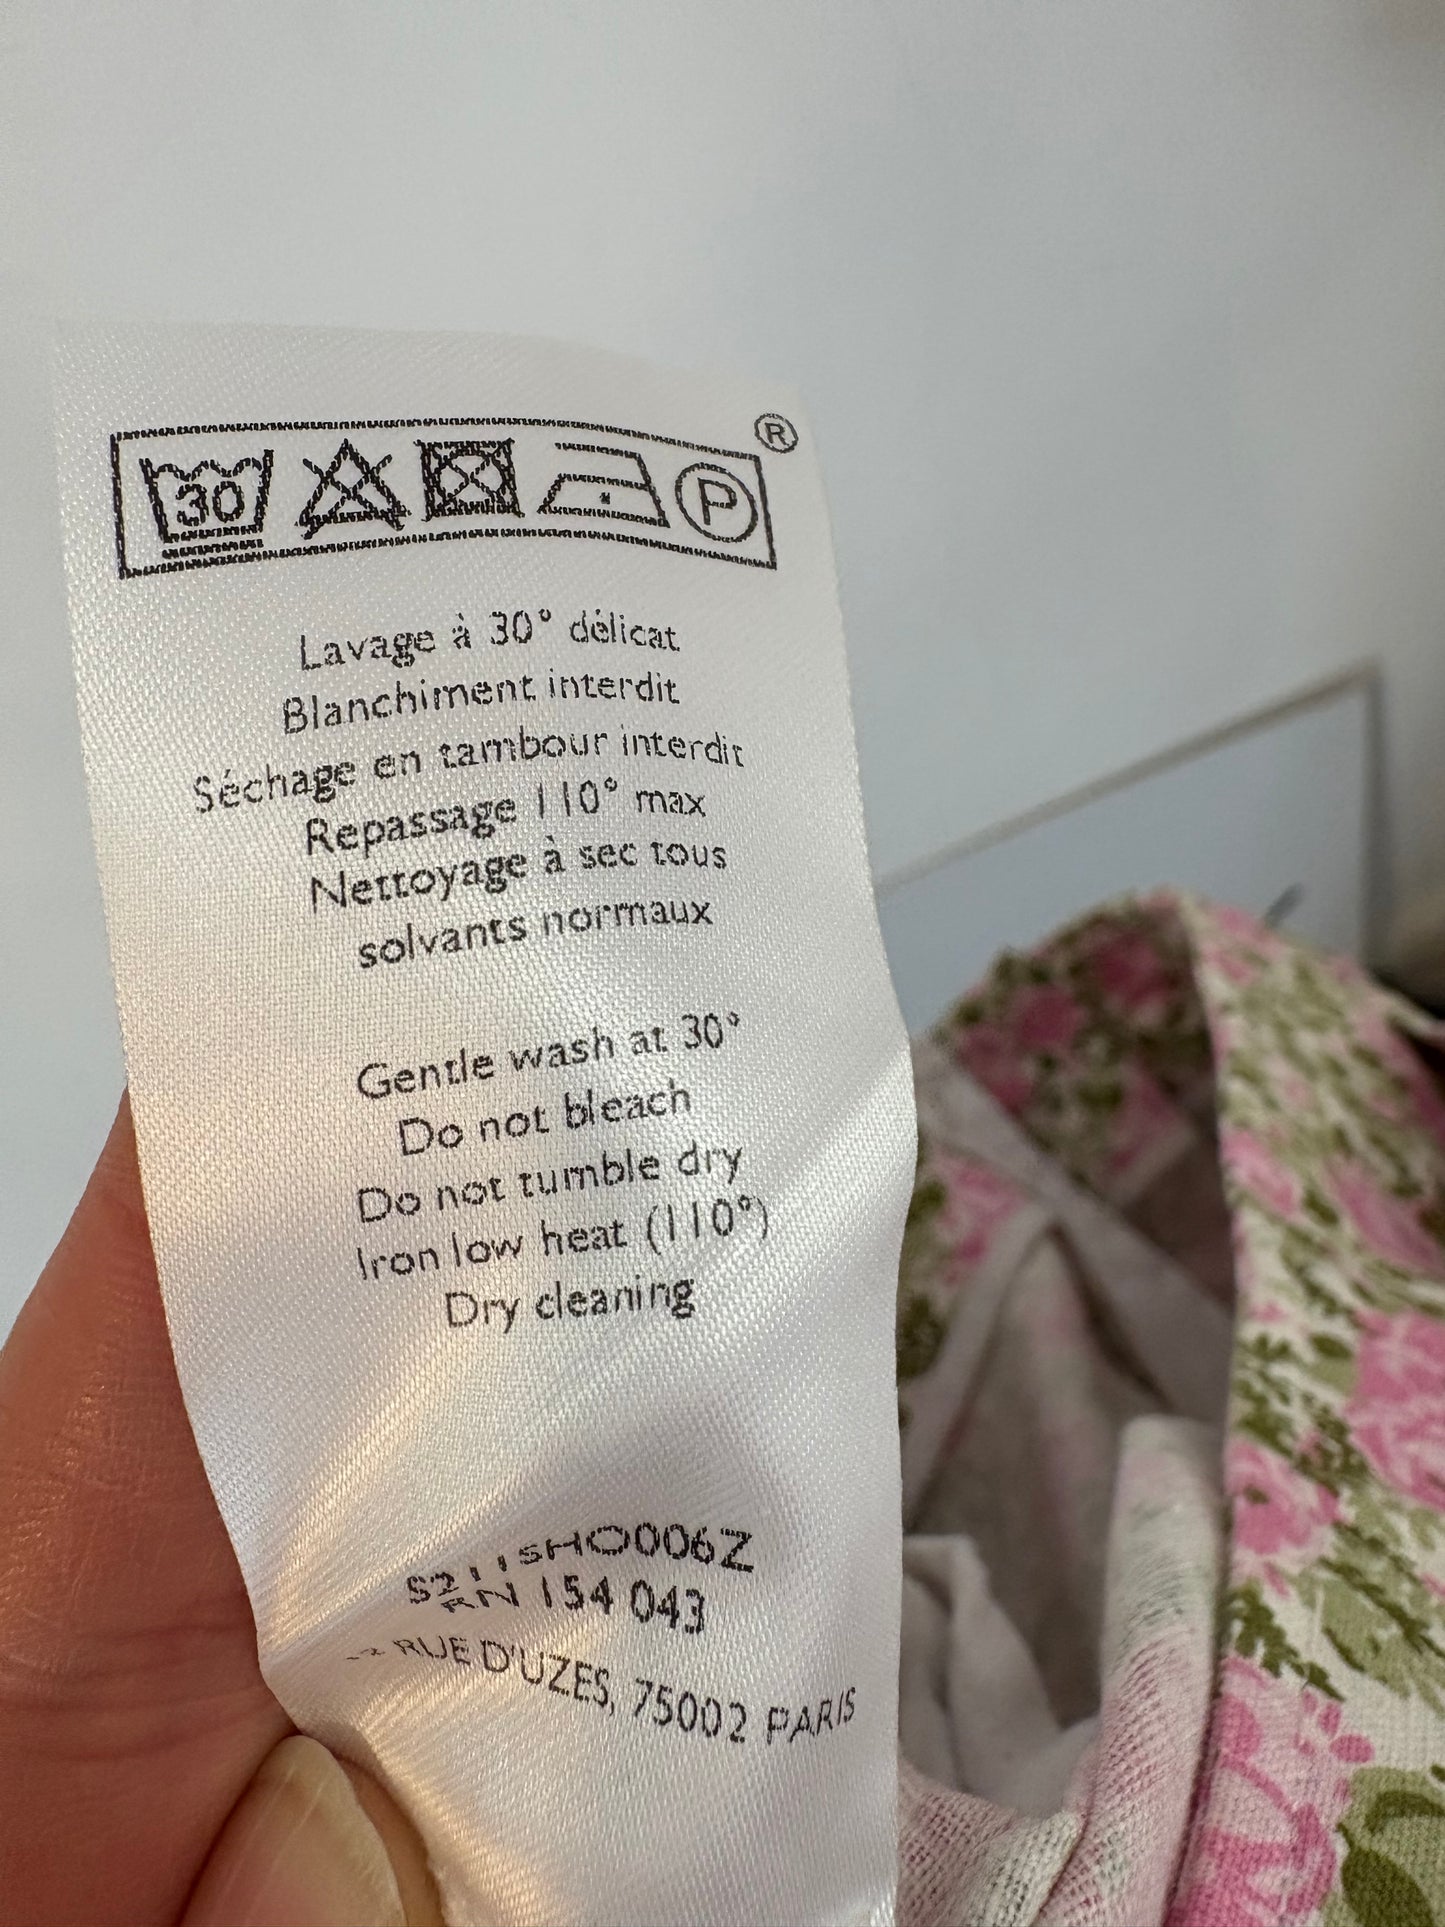 ®
30 P
Lavage à 30° délicat
Blanchiment interdit
Séchage en tambour interdit
Repassage 110° max
Nettoyage à sec tous
solvants normaux
Gentle wash at 30°
Do not bleach
Do not tumble dry
Iron low heat (110°)
Dry cleaning
SHO006Z
154 043
RUE D'UZES, 75002 PARIS